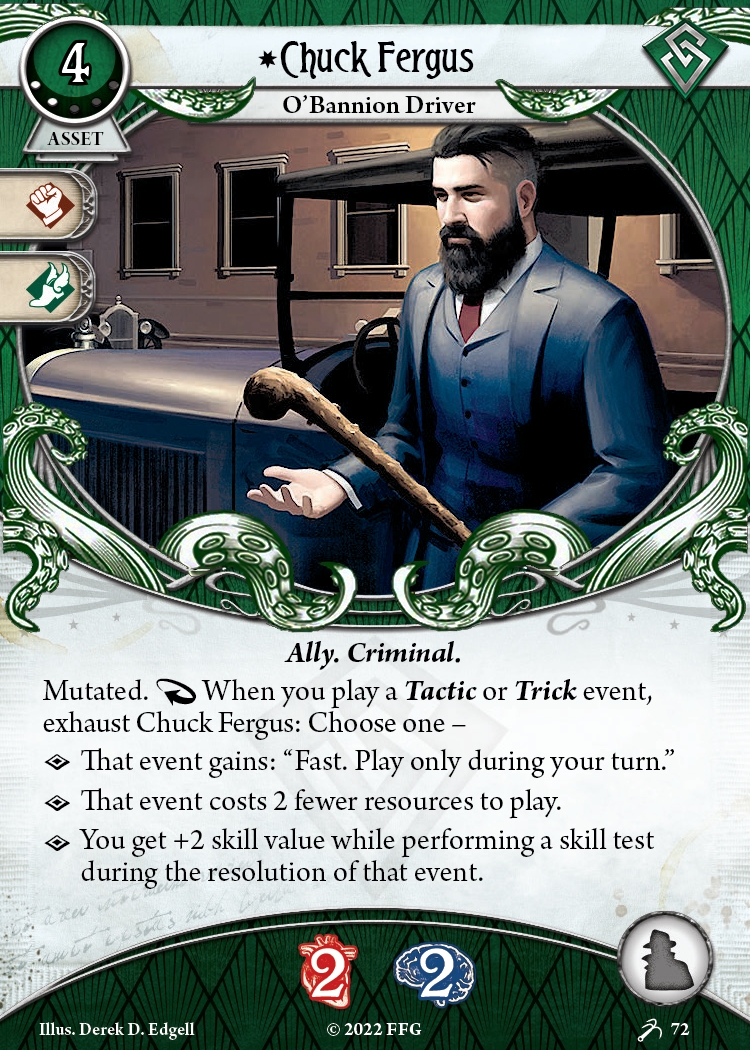 4
Chuck Fergus
O'Bannion Driver
ASSET
Ally. Criminal.
Mutated. When you play a Tactic or Trick event,
exhaust Chuck Fergus: Choose one –
That event gains: “Fast. Play only during your turn.”
That event costs 2 fewer resources to play.
You get +2 skill value while performing a skill test
during the resolution of that event.
2 2
Illus. Derek D. Edgell © 2022 FFG 72